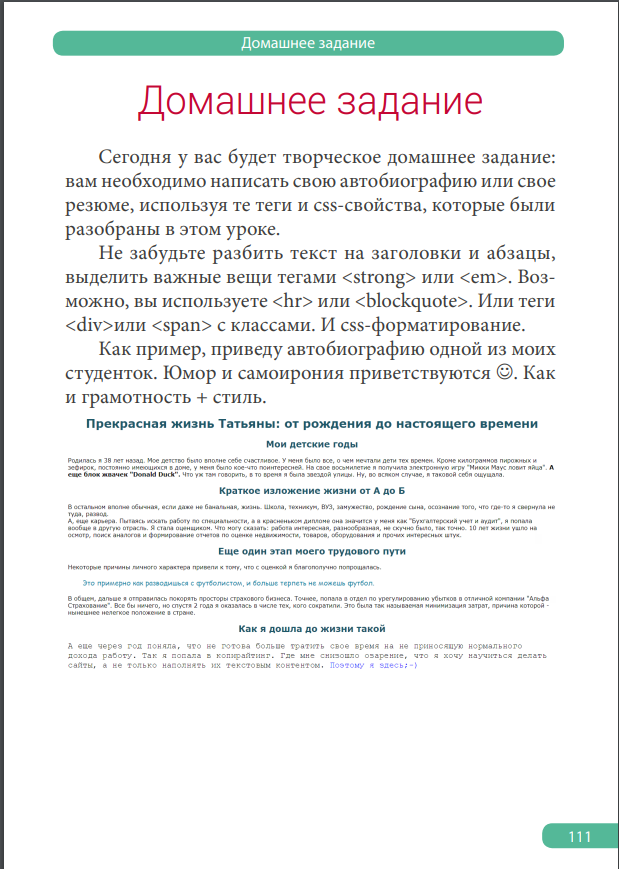 Домашнее задание
Домашнее задание
Сегодня у вас будет творческое домашнее задание:
вам необходимо написать свою автобиографию или свое
резюме, используя те теги и css-свойства, которые были
разобраны в этом уроке.
Не забудьте разбить текст на заголовки и абзацы,
выделить важные вещи тегами <strong> или <em>. Воз-
можно, вы используете <hr> или <blockquote>. Или теги
<div>или <span> с классами. И css-форматирование.
Как пример, приведу автобиографию одной из моих
студенток. Юмор и самоирония приветствуются ☺. Как
и грамотность + стиль.
Прекрасная жизнь Татьяны: от рождения до настоящего времени
Мои детские годы
Родилась я 38 лет назад. Мое детство было вполне себе счастливое. У меня было все, о чем мечтали дети тех времен. Кроме килограммов пирожных и
зефирок, постоянно имеющихся в доме, у меня было кое-что поинтересней. На свое восьмилетие я получила электронную игру "Микки Маус ловит яйца". А
еще блок жвачек "Donald Duck". Что уж там говорить, в то время я была звездой улицы. Ну, во всяком случае, я таковой себя ощущала.
Краткое изложение жизни от А до Б
В остальном вполне обычная, если даже не банальная, жизнь. Школа, техникум, ВУЗ, замужество, рождение сына, осознание того, что где-то я свернула не
туда, развод.
А, еще карьера. Пытаясь искать работу по специальности, а в красненьком дипломе она значится у меня как "Бухгалтерский учет и аудит", я попала
вообще в другую отрасль. Я стала оценщиком. Что могу сказать: работа интересная, разнообразная, не скучно было, так точно. 10 лет жизни ушло на
осмотр, поиск аналогов и формирование отчетов по оценке недвижимости, товаров, оборудования и прочих интересных штук.
Еще один этап моего трудового пути
Некоторые причины личного характера привели к тому, что с оценкой я благополучно попрощалась.
Это примерно как разводишься с футболистом, и больше терпеть не можешь футбол.
В общем, дальше я отправилась покорять просторы страхового бизнеса. Точнее, попала в отдел по урегулированию убытков в отличной компании "Альфа
Страхование". Все бы ничего, но спустя 2 года я оказалась в числе тех, кого сократили. Это была так называемая минимизация затрат, причина которой -
нынешнее нелегкое положение в стране.
Как я дошла до жизни такой
А еще через год поняла, что не готова больше тратить свое время на не приносящую нормального
дохода работу. Так я попала в копирайтинг. Где мне снизошло озарение, что я хочу научиться делать
сайты, а не только наполнять их текстовым контентом. Поэтому я здесь;-)
111